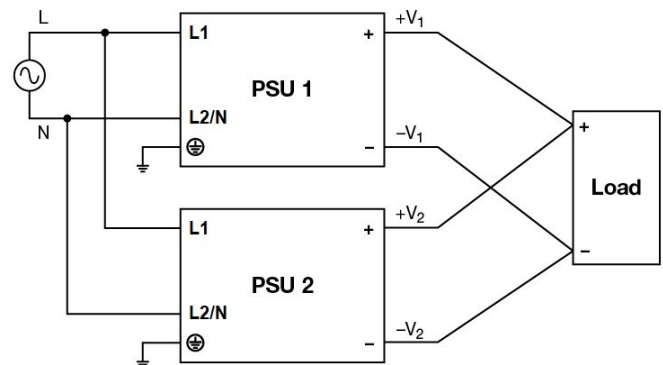 L
N
L1
PSU 1
L2/N
+
−
+V1
−V1
L1
PSU 2
L2/N
+
−
+V2
−V2
+
Load
−